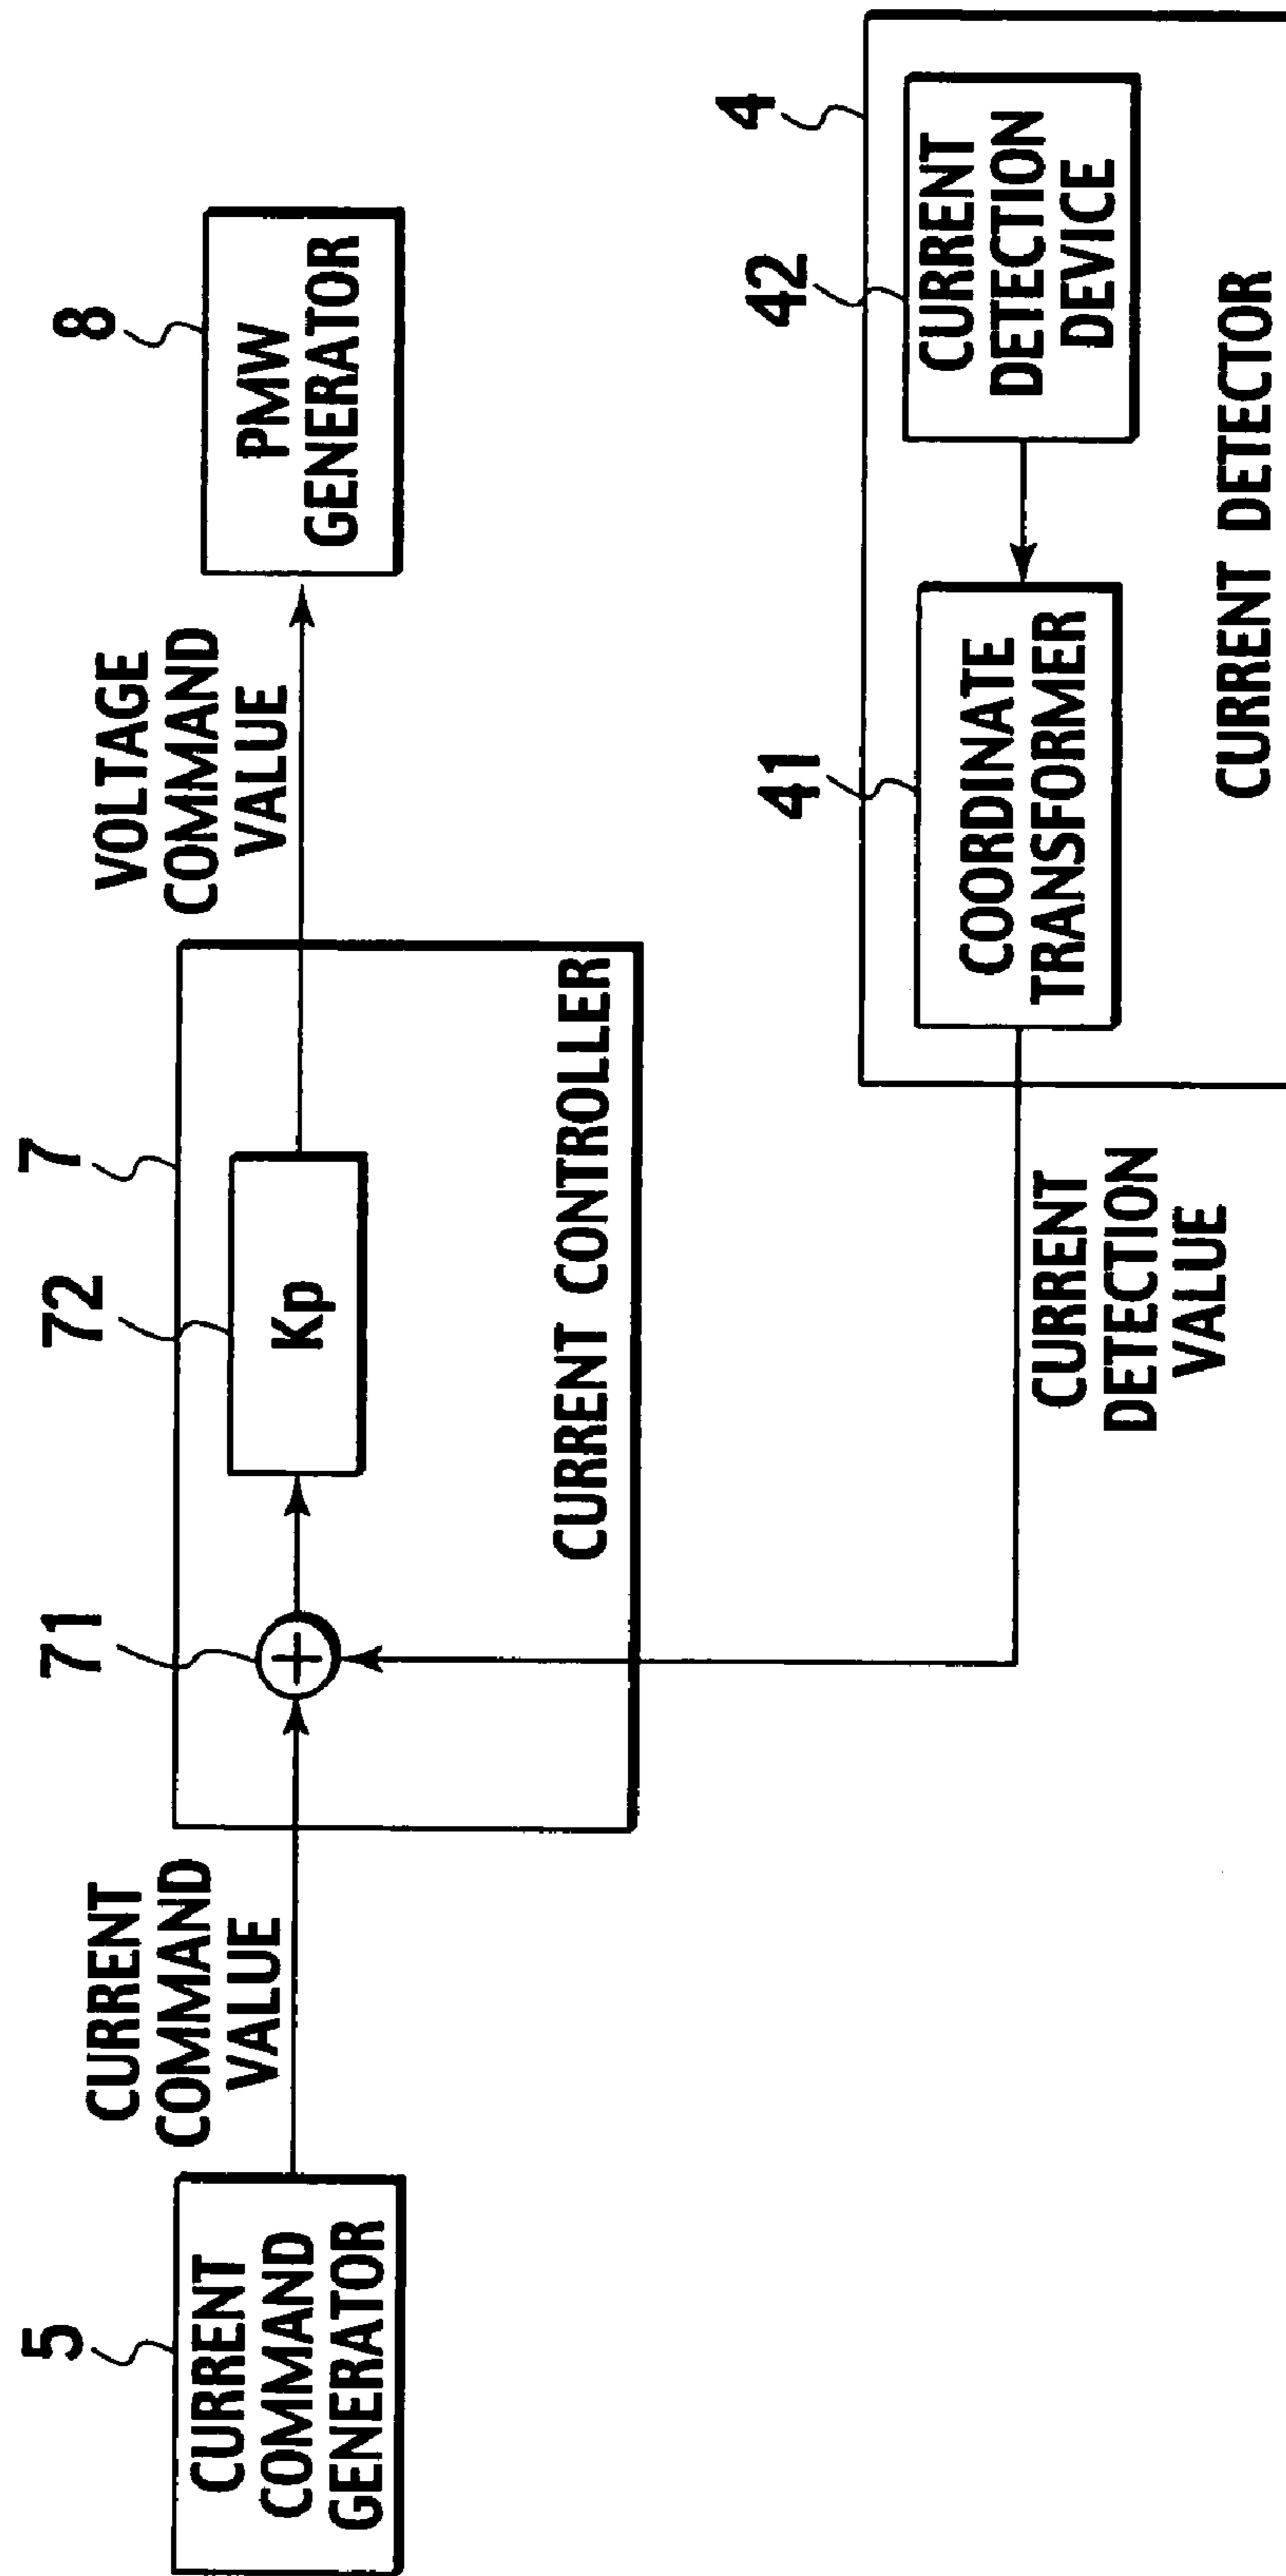 5
CURRENT
COMMAND
GENERATOR
CURRENT
COMMAND
VALUE
7
71
72
Kp
CURRENT CONTROLLER
VOLTAGE
COMMAND
VALUE
8
PMW
GENERATOR
CURRENT
DETECTION
VALUE
4
41
COORDINATE
TRANSFORMER
42
CURRENT
DETECTION
DEVICE
CURRENT DETECTOR